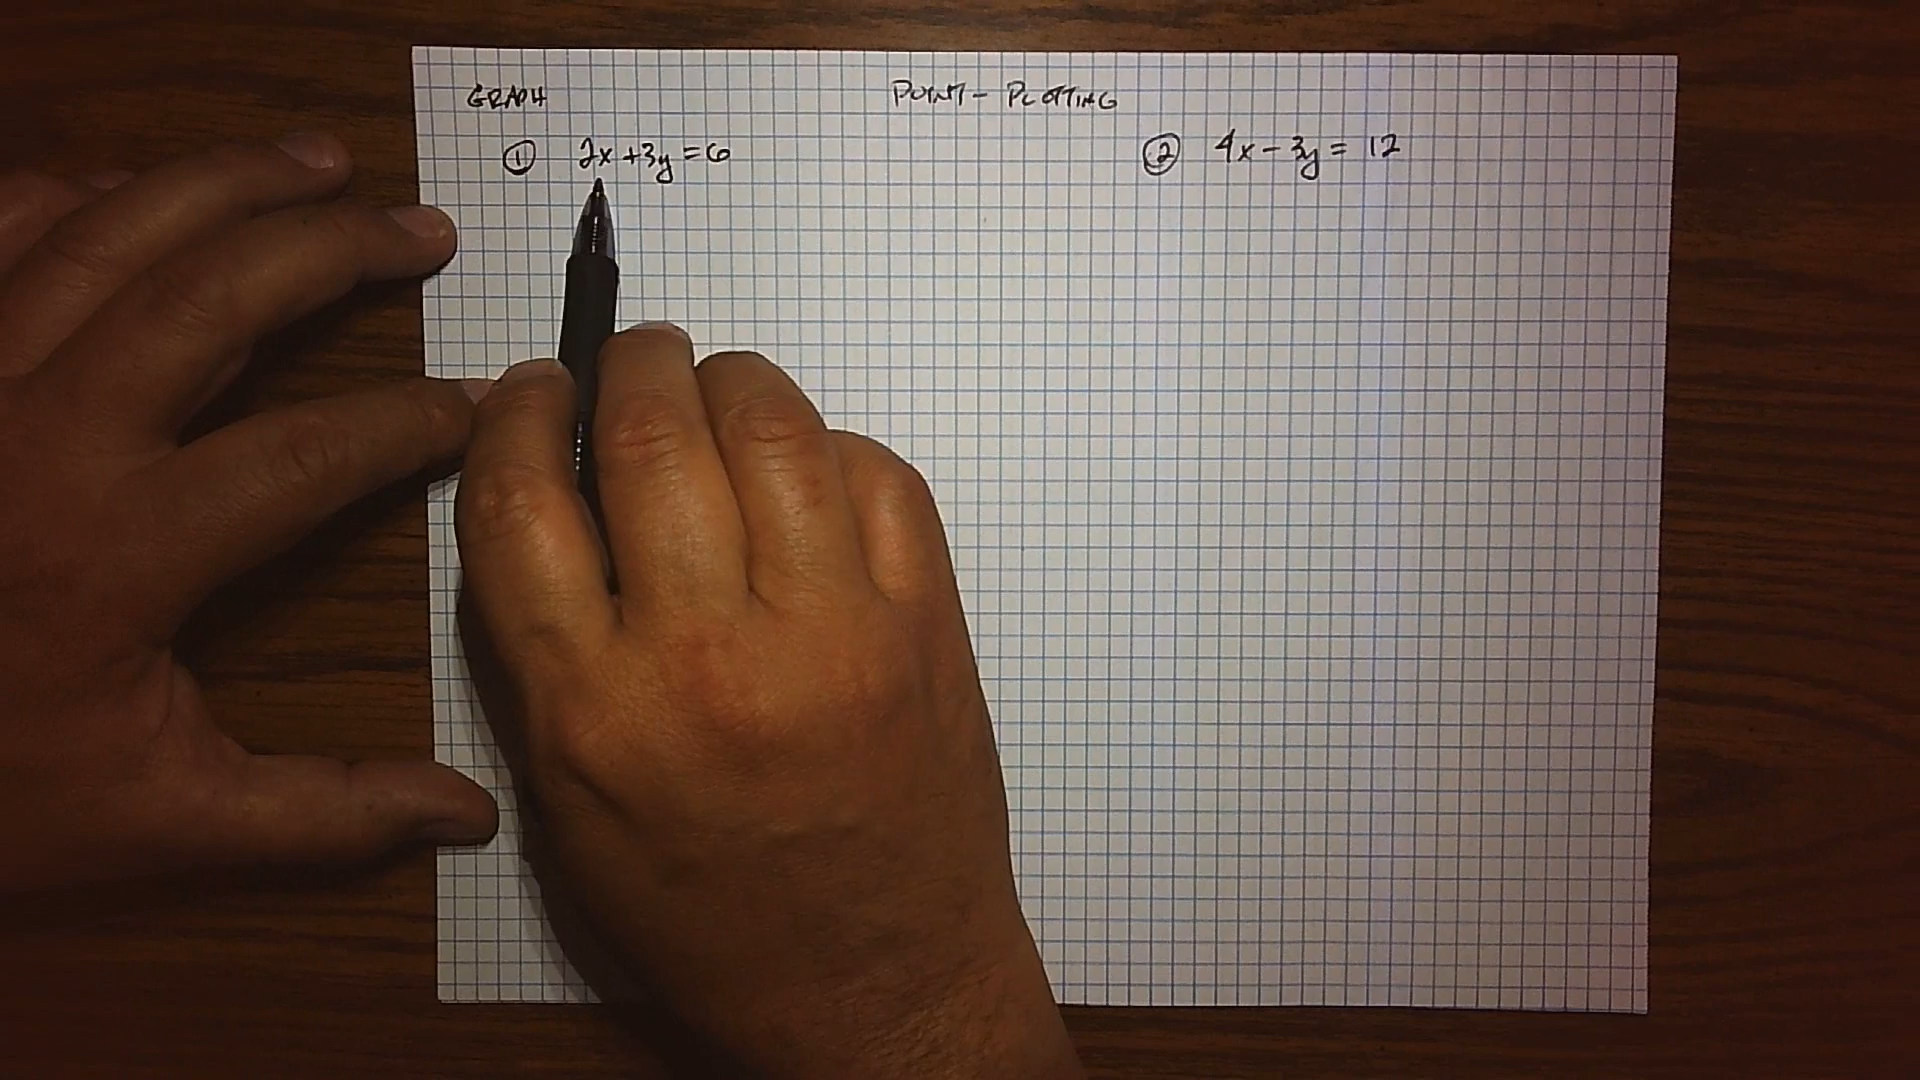 GRAPH
POINT - PLOTTING
① 2x + 3y = 6
② 4x - 3y = 12